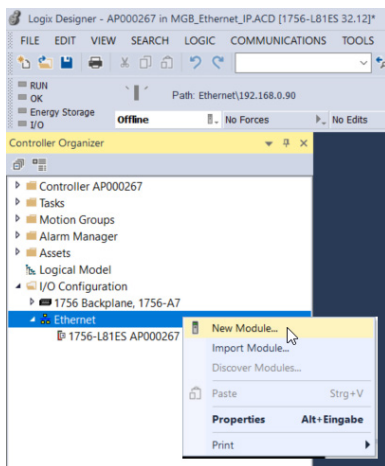 Logix Designer - AP000267 in MGB_Ethernet_IP.ACD [1756-L81ES 32.12]*
FILE EDIT VIEW SEARCH LOGIC COMMUNICATIONS TOOLS
RUN
OK
Energy Storage
I/O
Path: Ethernet\192.168.0.90
Offline No Forces No Edits
Controller Organizer
Controller AP000267
Tasks
Motion Groups
Alarm Manager
Assets
Logical Model
I/O Configuration
1756 Backplane, 1756-A7
Ethernet
1756-L81ES AP000267
New Module...
Import Module...
Discover Modules...
Paste Strg+V
Properties Alt+Eingabe
Print